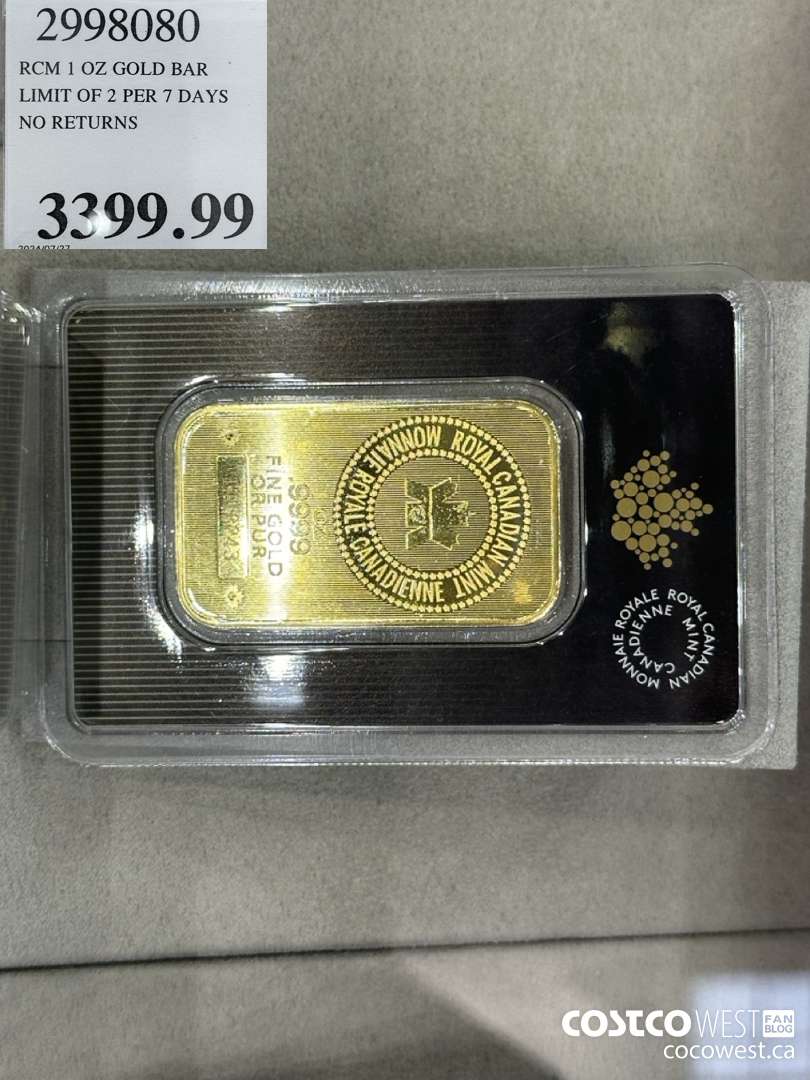 2998080
RCM 1 OZ GOLD BAR
LIMIT OF 2 PER 7 DAYS
NO RETURNS
3399.99
ROYAL CANADIAN MINT
MONNAIE ROYALE CANADIENNE
9999
FINE GOLD
OR PUR
ROYAL CANADIAN MINT
MONNAIE ROYALE CANADIENNE
COSTCO WEST FAN BLOG
cocowest.ca